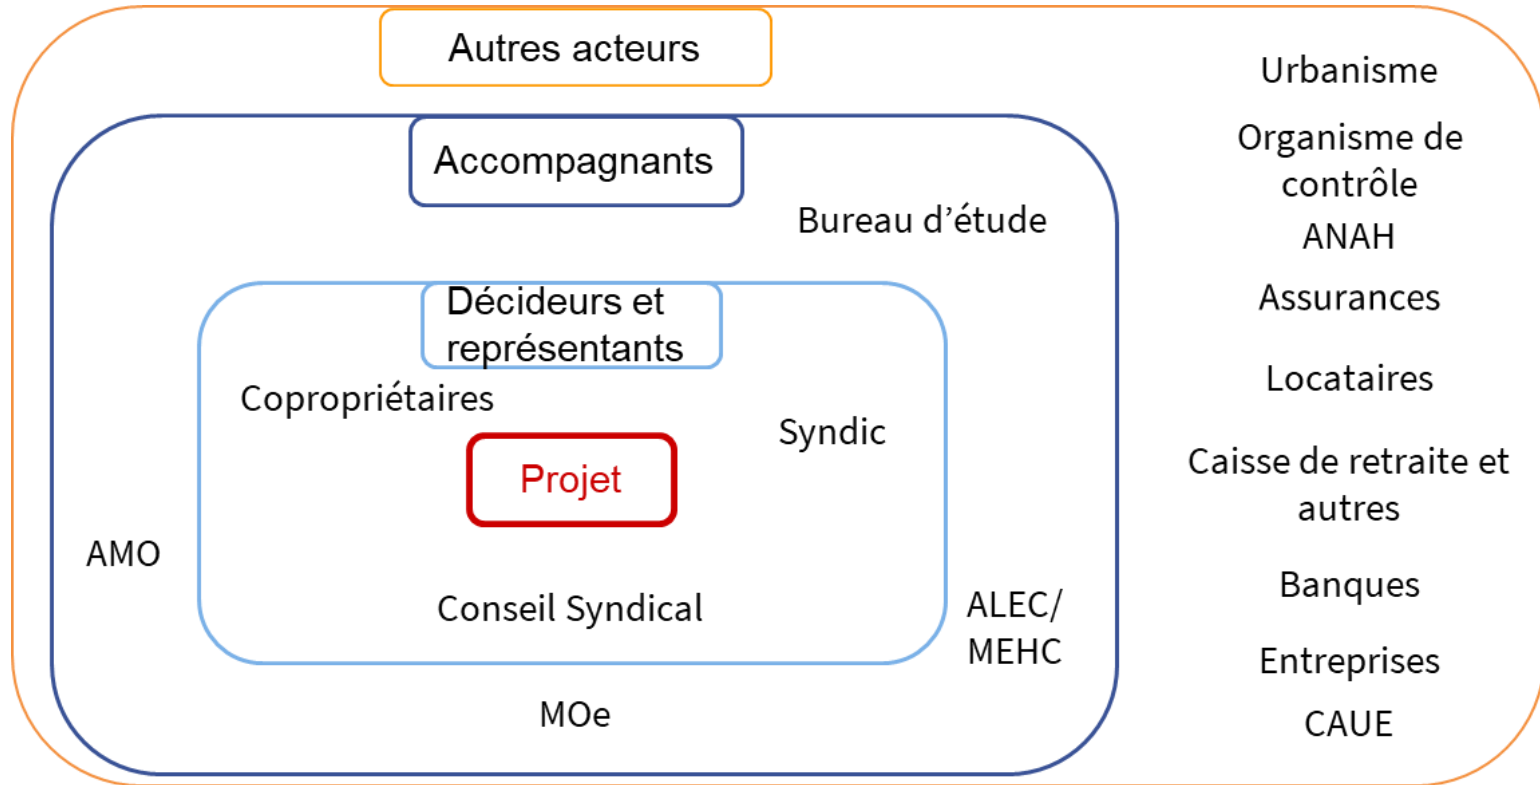 Autres acteurs
Accompagnants
Bureau d’étude
Décideurs et
représentants
Copropriétaires
Syndic
Projet
AMO
Conseil Syndical
ALEC/
MEHC
MOe
Urbanisme
Organisme de
contrôle
ANAH
Assurances
Locataires
Caisse de retraite et
autres
Banques
Entreprises
CAUE